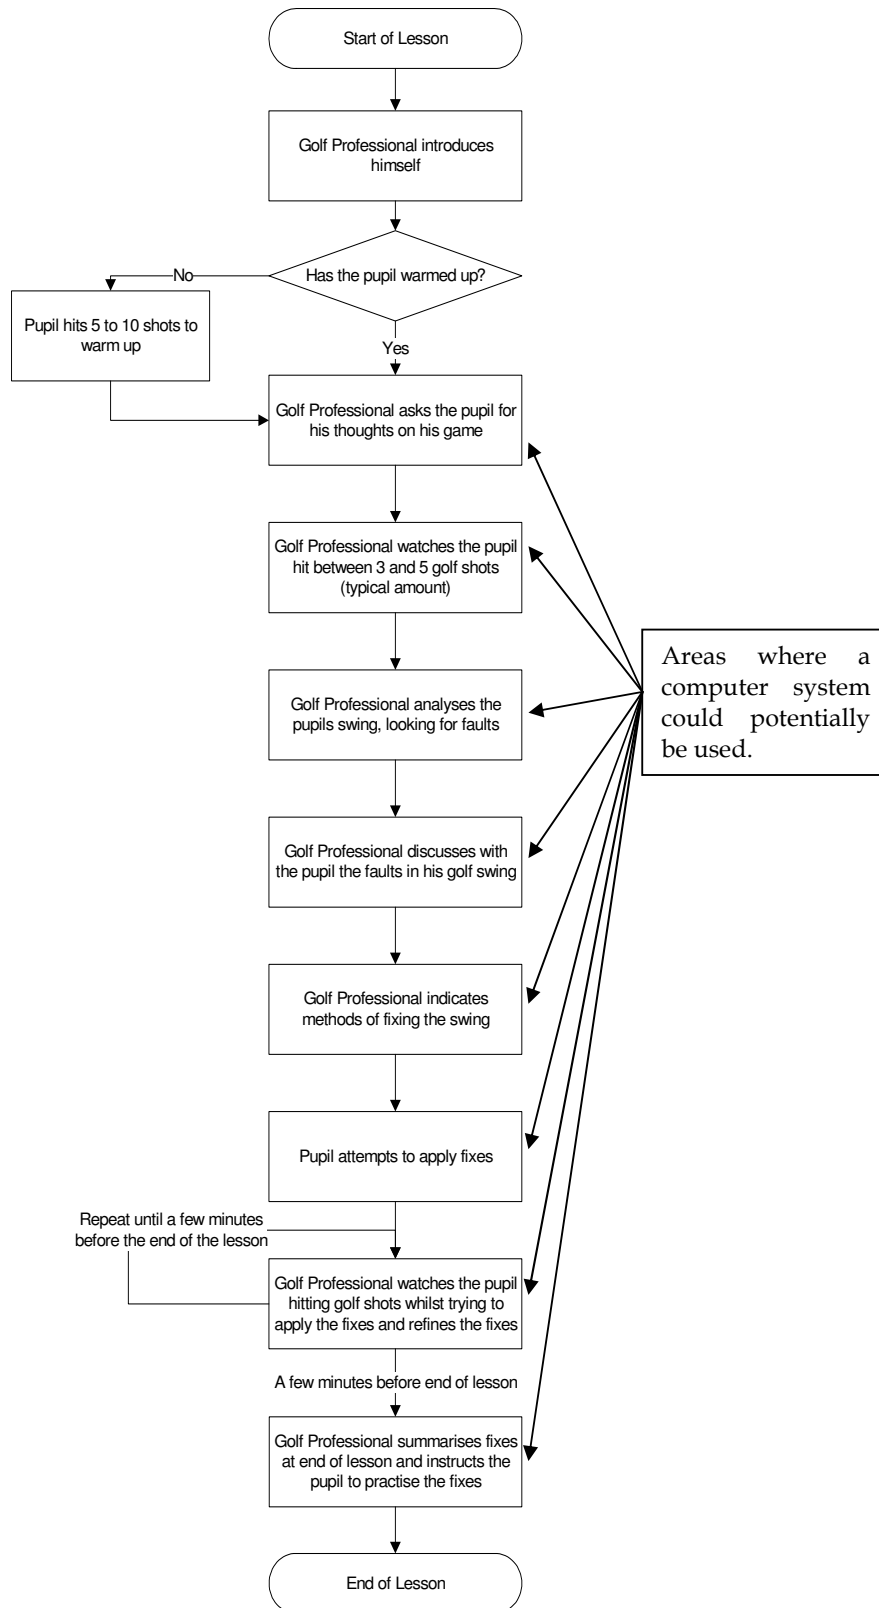 Start of Lesson
Golf Professional introduces
himself
Has the pupil warmed up?
No
Pupil hits 5 to 10 shots to
warm up
Yes
Golf Professional asks the pupil for
his thoughts on his game
Golf Professional watches the pupil
hit between 3 and 5 golf shots
(typical amount)
Areas where a
computer system
could potentially
be used.
Golf Professional analyses the
pupils swing, looking for faults
Golf Professional discusses with
the pupil the faults in his golf swing
Golf Professional indicates
methods of fixing the swing
Pupil attempts to apply fixes
Repeat until a few minutes
before the end of the lesson
Golf Professional watches the pupil
hitting golf shots whilst trying to
apply the fixes and refines the fixes
A few minutes before end of lesson
Golf Professional summarises fixes
at end of lesson and instructs the
pupil to practise the fixes
End of Lesson